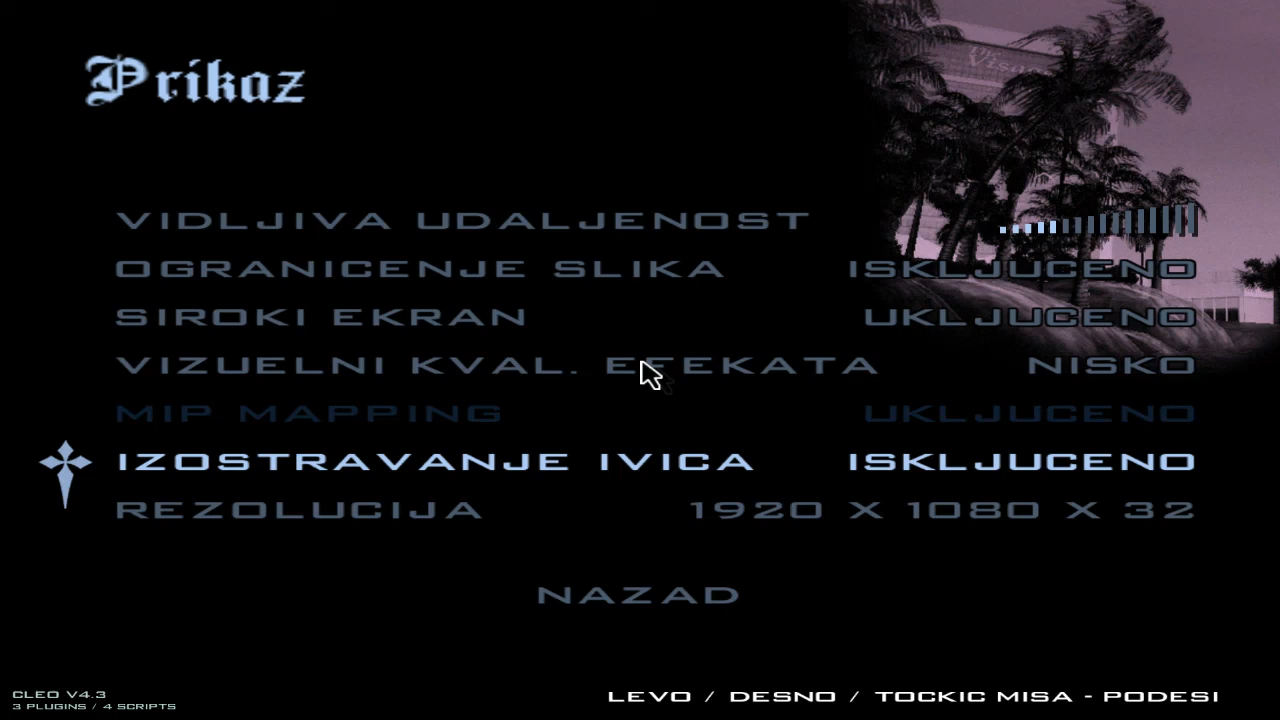 Prikaz
VIDLJIVA UDALJENOST
OGRANICENJE SLIKA ISKLJUCENO
SIROKI EKRAN UKLJUCENO
VIZUELNI KVAL. EFEKATA NISKO
MIP MAPPING UKLJUCENO
IZOSTRAVANJE IVICA ISKLJUCENO
REZOLUCIJA 1920 X 1080 X 32
NAZAD
CLEO V4.3
3 PLUGINS / 4 SCRIPTS
LEVO / DESNO / TOCKIC MISA - PODESI